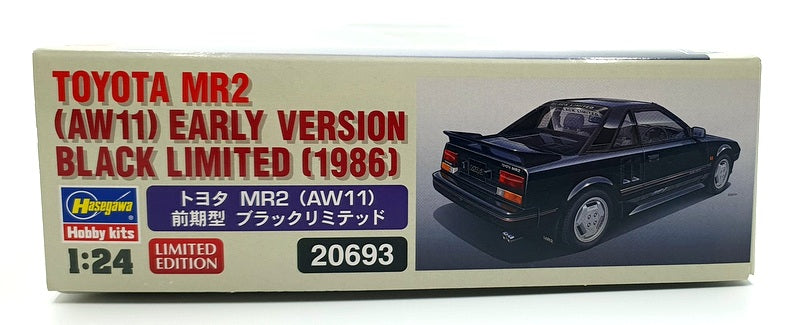 TOYOTA MR2
(AW11) EARLY VERSION
BLACK LIMITED (1986)
Hasegawa
Hobby kits
トヨタ MR2 (AW11)
前期型 ブラックリミテッド
1:24
LIMITED
EDITION
20693